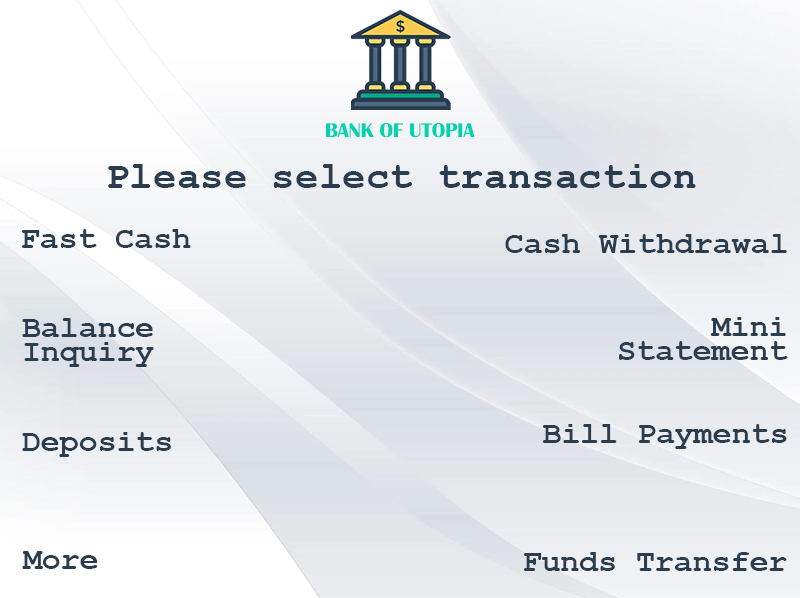 $
BANK OF UTOPIA
Please select transaction
Fast Cash
Cash Withdrawal
Balance
Inquiry
Mini
Statement
Deposits
Bill Payments
More
Funds Transfer